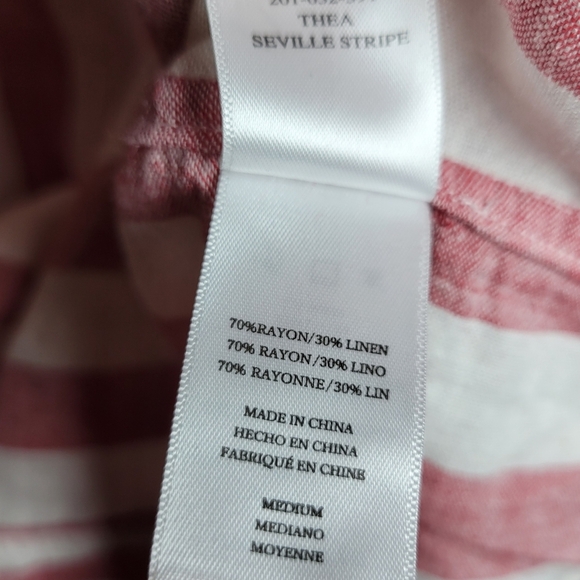 THEA
SEVILLE STRIPE
70%RAYON/30% LINEN
70% RAYON/30% LINO
70% RAYONNE/30% LIN
MADE IN CHINA
HECHO EN CHINA
FABRIQUÉ EN CHINE
MEDIUM
MEDIANO
MOYENNE